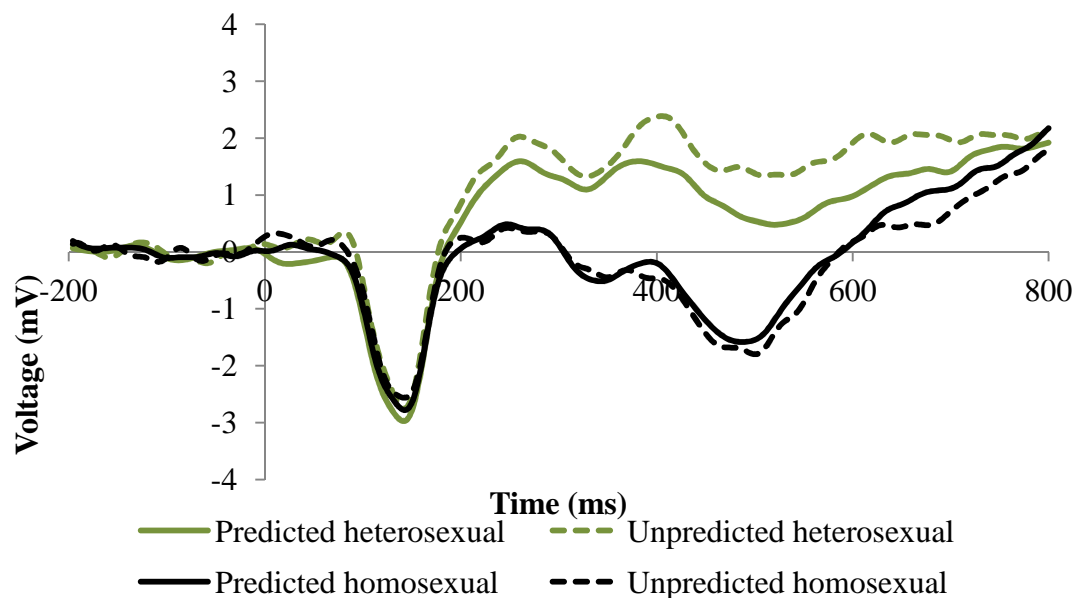 4
3
2
1
0
-200 0 200 400 600 800
-1
-2
-3
-4
Voltage (mV)
Time (ms)
Predicted heterosexual Unpredicted heterosexual
Predicted homosexual Unpredicted homosexual